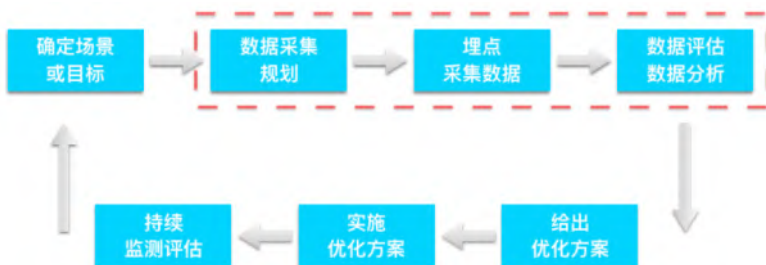 确定场景
或目标
数据采集
规划
埋点
采集数据
数据评估
数据分析
给出
优化方案
实施
优化方案
持续
监测评估